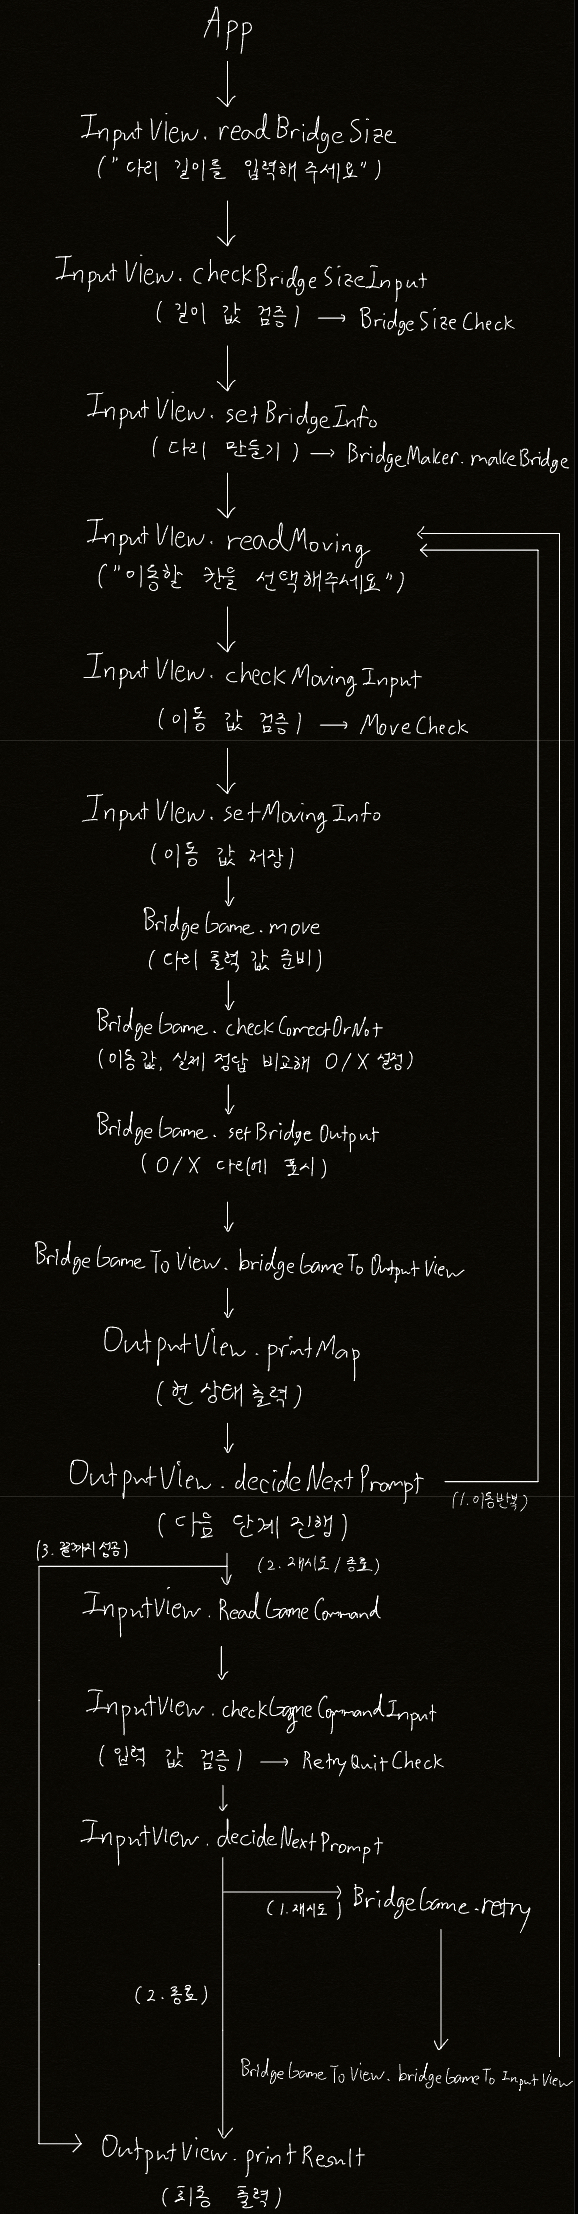 App
InputView.readBridgeSize
("다리 길이를 입력해 주세요")
InputView.checkBridgeSizeInput
(길이 값 검증) → BridgeSizeCheck
InputView.setBridgeInfo
(다리 만들기) → BridgeMaker.makeBridge
InputView.readMoving
("이동할 칸을 선택해주세요")
InputView.checkMovingInput
(이동 값 검증) → MoveCheck
InputView.setMovingInfo
(이동 값 저장)
BridgeGame.move
(다리 출력 값 준비)
BridgeGame.checkCorrectOrNot
(이동 값, 실제 정답 비교해 O/X 설정)
BridgeGame.setBridgeOutput
(O/X 다리에 표시)
BridgeGameToView.bridgeGameToOutputView
OutputView.printMap
(현 상태 출력)
OutputView.decideNextPrompt
(1. 이동반복)
(다음 단계 진행)
(3. 끝까지 성공)
(2. 재시도/종료)
InputView.ReadGameCommand
InputView.checkGameCommandInput
(입력 값 검증) → RetryQuitCheck
InputView.decideNextPrompt
(1. 재시도) BridgeGame.retry
(2. 종료)
BridgeGameToView.bridgeGameToInputView
OutputView.printResult
(최종 출력)